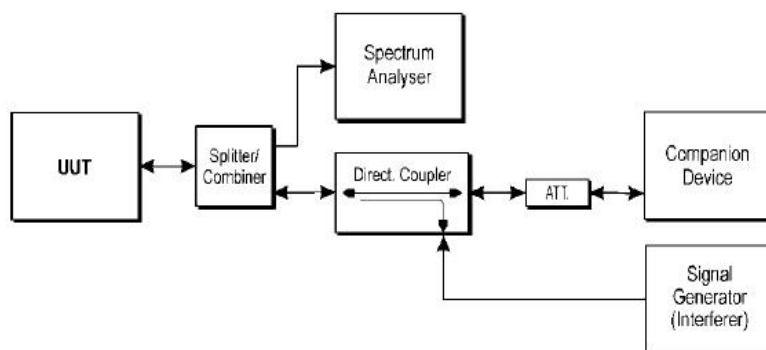 Spectrum
Analyser
UUT
Splitter/
Combiner
Direct. Coupler
ATT.
Companion
Device
Signal
Generator
(Interferer)